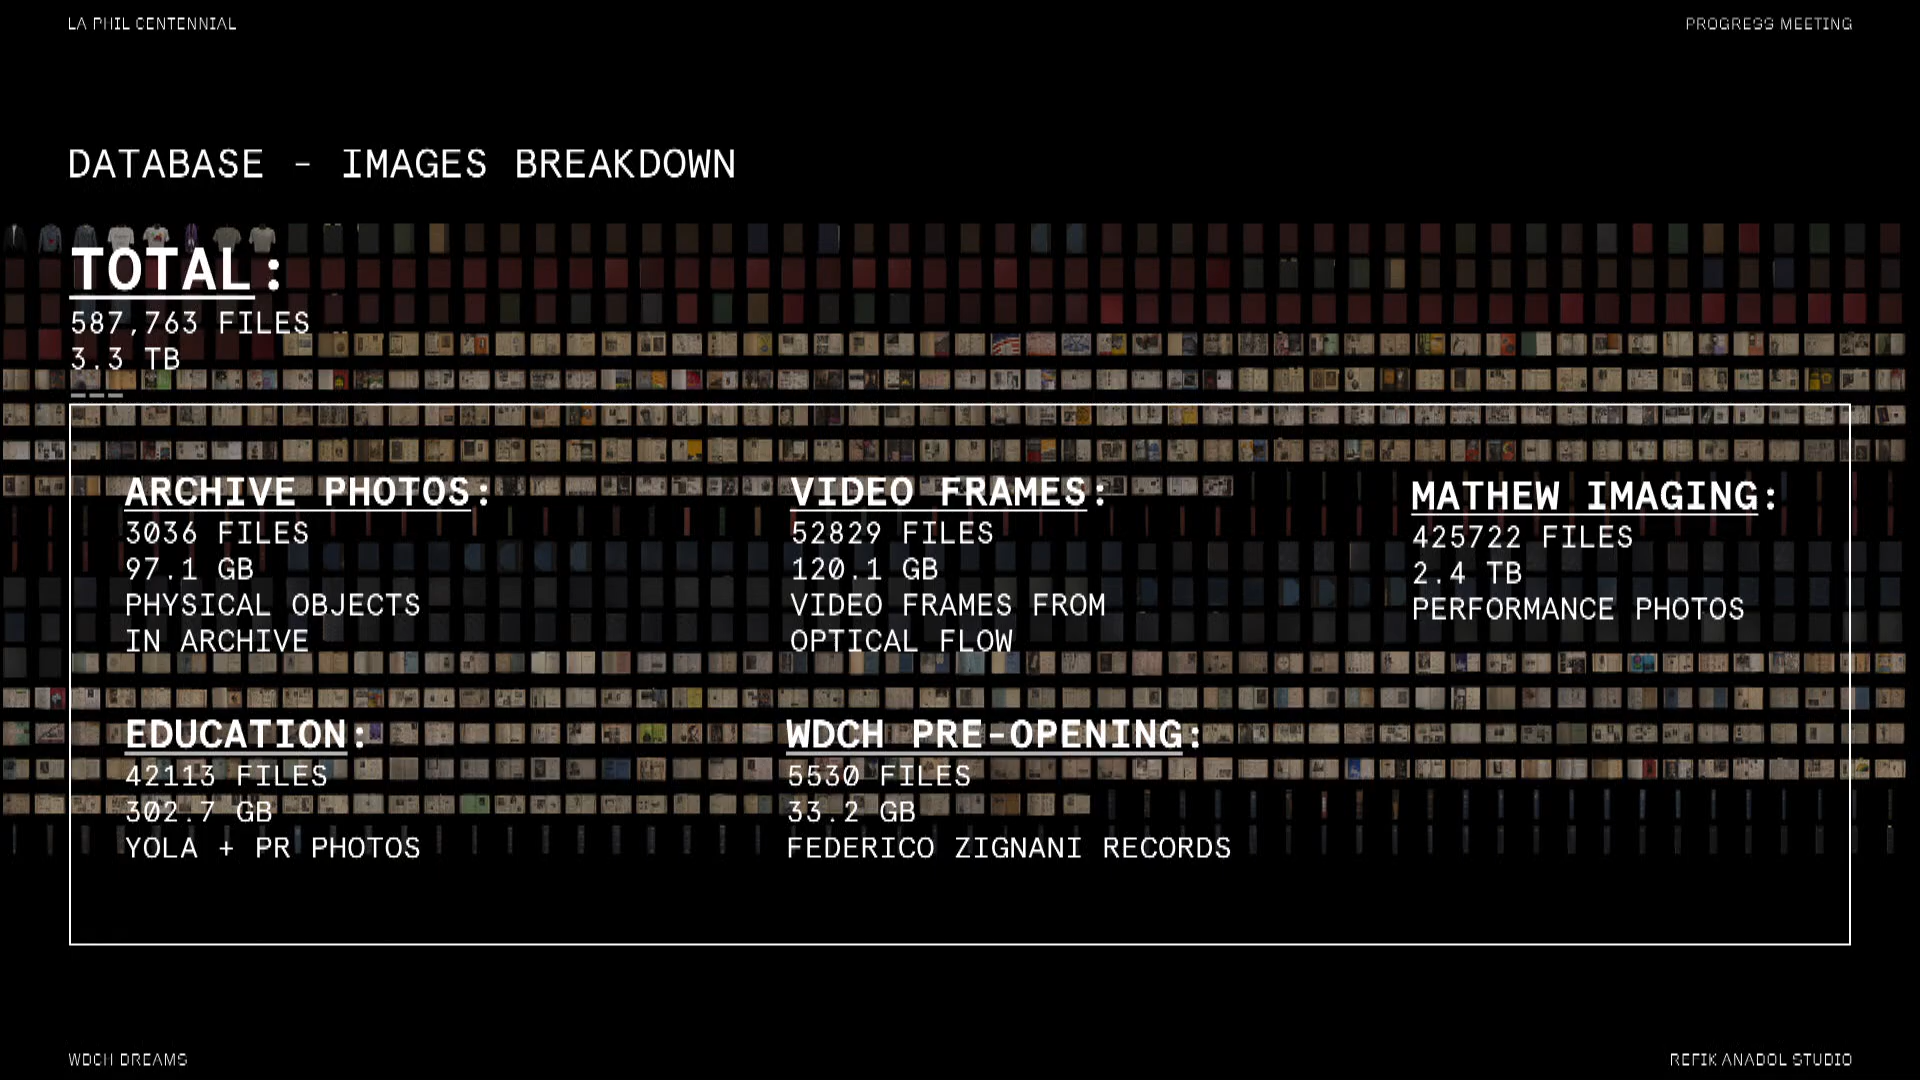 LA PHIL CENTENNIAL
PROGRESS MEETING
DATABASE - IMAGES BREAKDOWN
TOTAL:
587,763 FILES
3.3 TB
ARCHIVE PHOTOS:
3036 FILES
97.1 GB
PHYSICAL OBJECTS
IN ARCHIVE
VIDEO FRAMES:
52829 FILES
120.1 GB
VIDEO FRAMES FROM
OPTICAL FLOW
MATHEW IMAGING:
425722 FILES
2.4 TB
PERFORMANCE PHOTOS
EDUCATION:
42113 FILES
302.7 GB
YOLA + PR PHOTOS
WDCH PRE-OPENING:
5530 FILES
33.2 GB
FEDERICO ZIGNANI RECORDS
WDCH DREAMS
REFIK ANADOL STUDIO